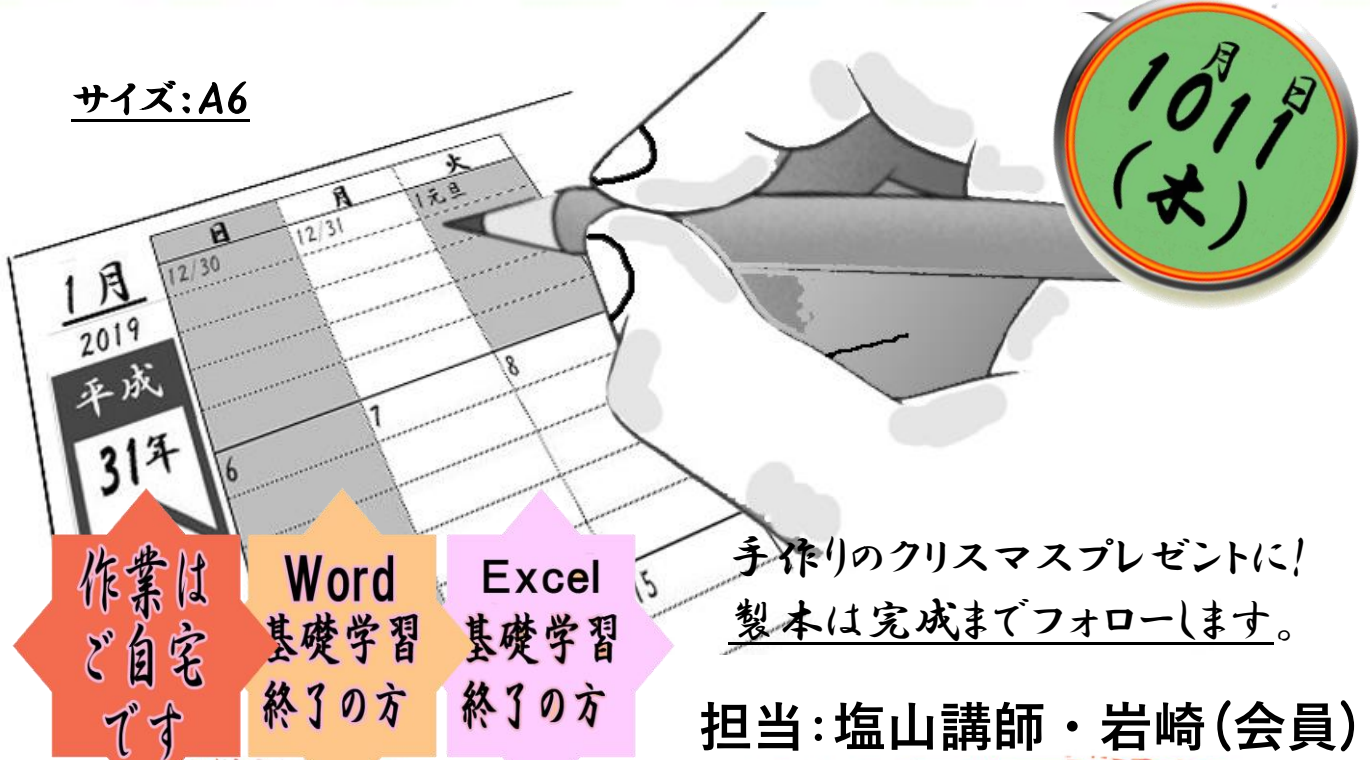 サイズ:A6
10月11日
(木)
日
月
火
12/30
12/31
1元旦
1月
2019
平成
31年
6
7
8
15
作業は
ご自宅
です
Word
基礎学習
終了の方
Excel
基礎学習
終了の方
手作りのクリスマスプレゼントに!
製本は完成までフォローします。
担当:塩山講師・岩崎(会員)